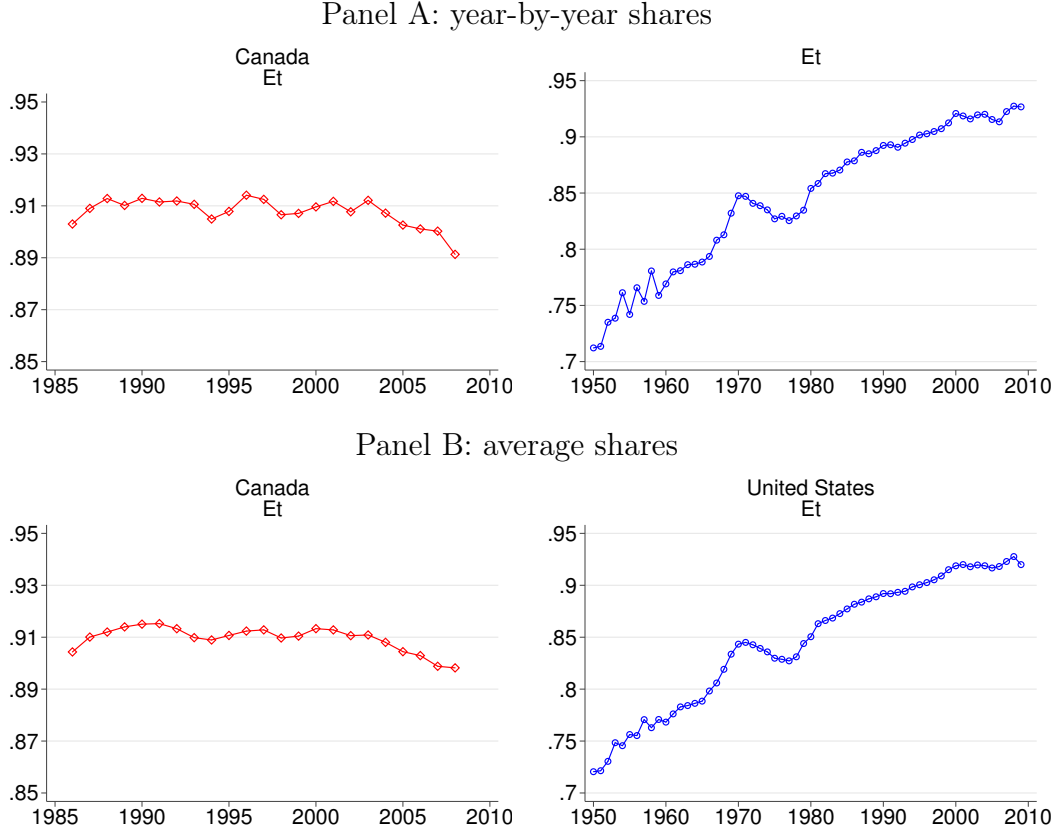 Panel A: year-by-year shares
Canada
Et
.95
.93
.91
.89
.87
.85
1985 1990 1995 2000 2005 2010
Et
.95
.9
.85
.8
.75
.7
1950 1960 1970 1980 1990 2000 2010
Panel B: average shares
Canada
Et
.95
.93
.91
.89
.87
.85
1985 1990 1995 2000 2005 2010
United States
Et
.95
.9
.85
.8
.75
.7
1950 1960 1970 1980 1990 2000 2010